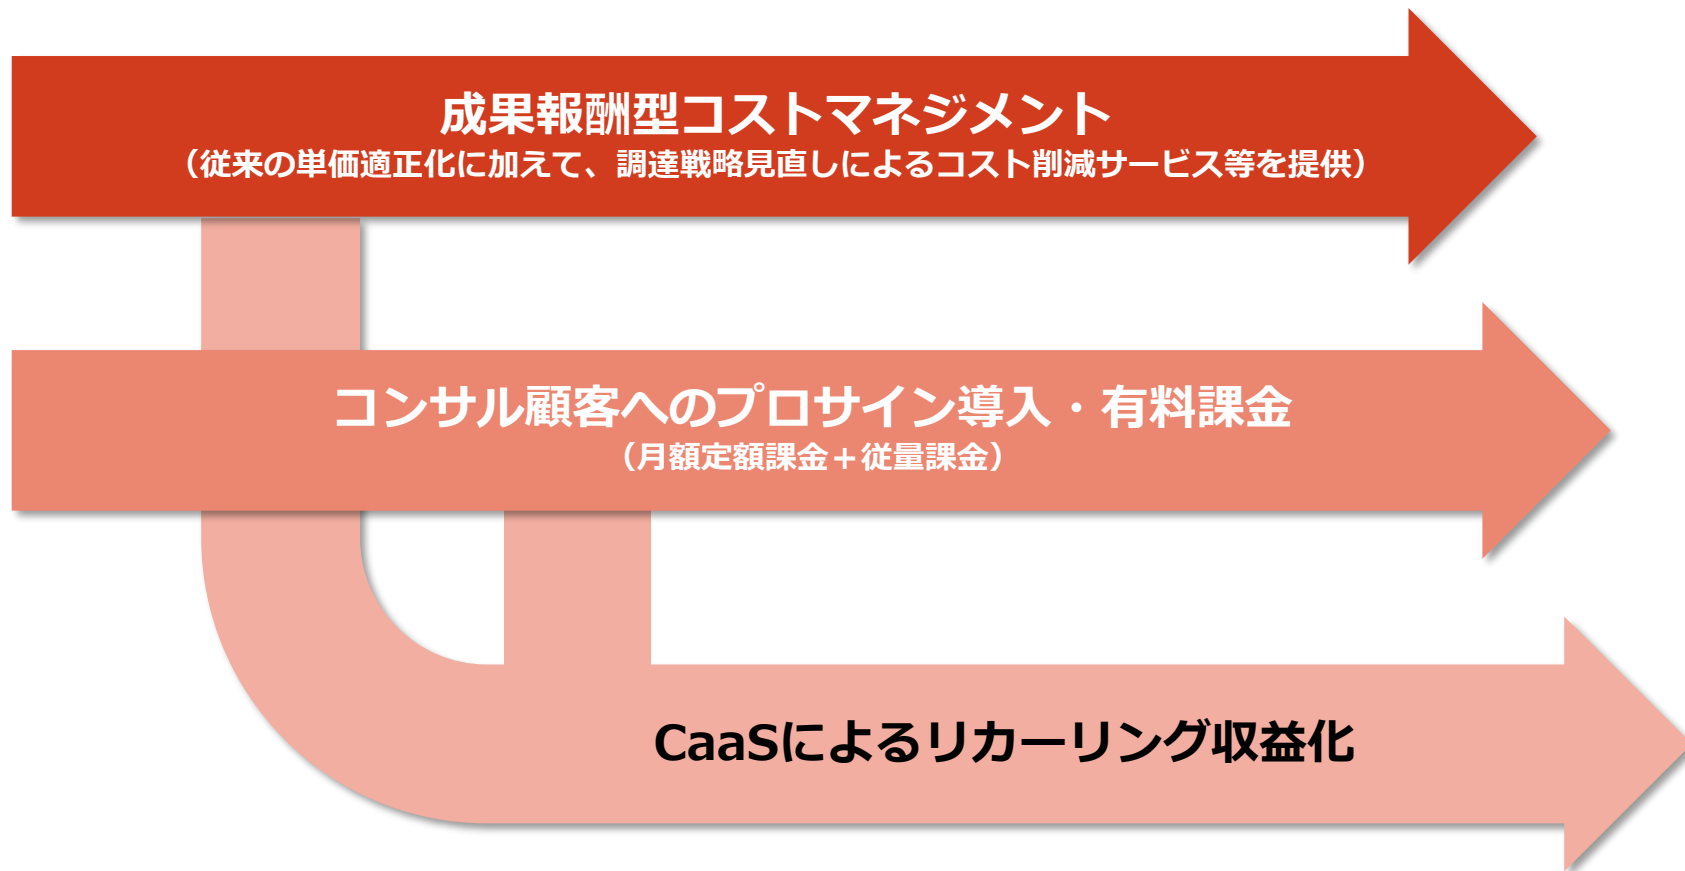 成果報酬型コストマネジメント
（従来の単価適正化に加えて、調達戦略見直しによるコスト削減サービス等を提供）
コンサル顧客へのプロサイン導入・有料課金
（月額定額課金＋従量課金）
CaaSによるリカーリング収益化